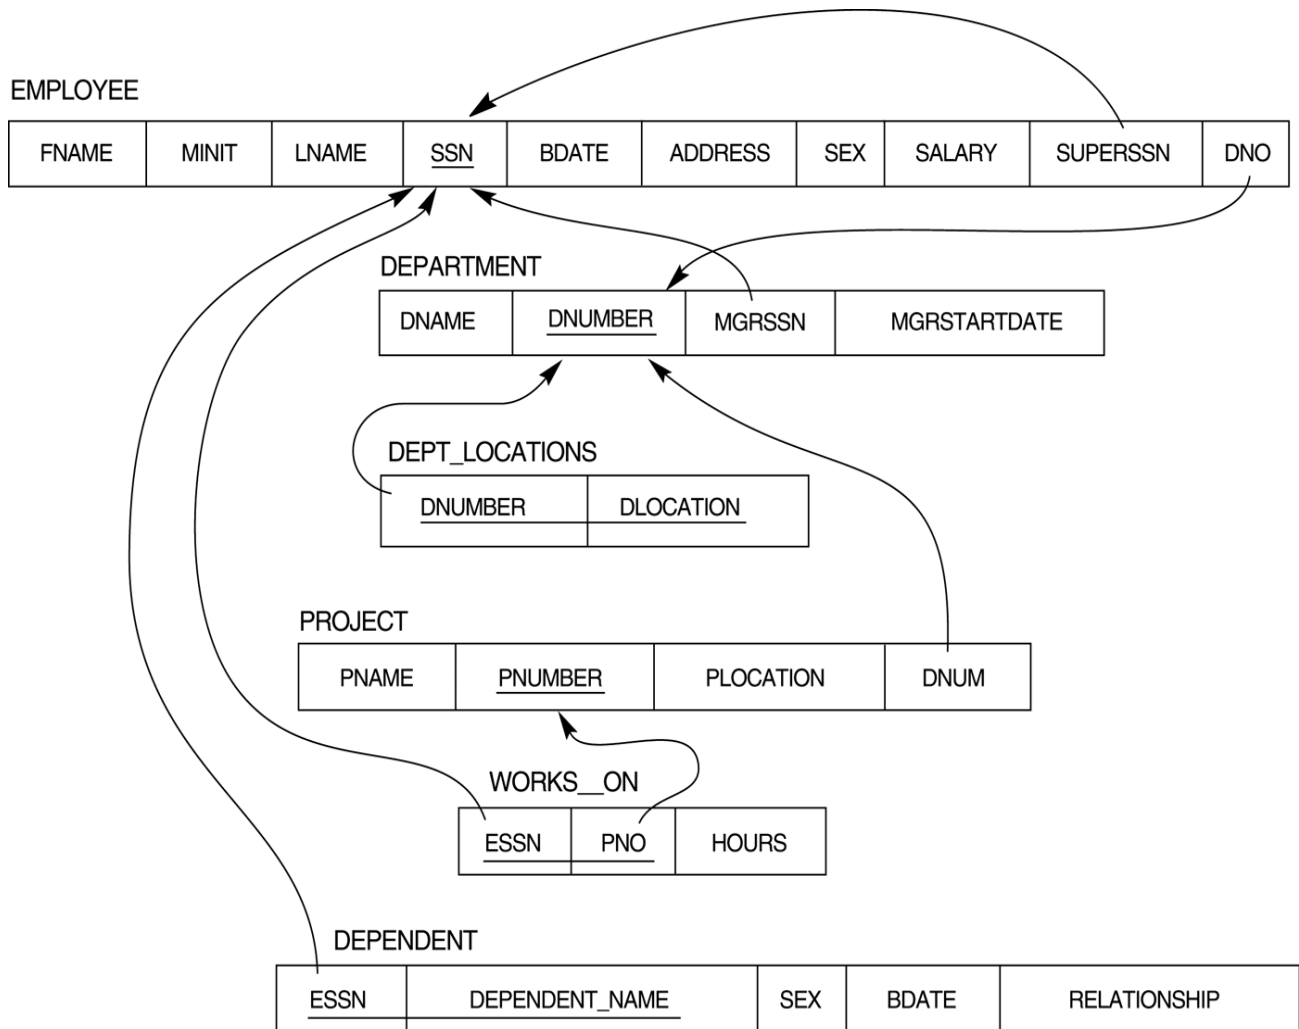 EMPLOYEE
FNAME MINIT LNAME SSN BDATE ADDRESS SEX SALARY SUPERSSN DNO
DEPARTMENT
DNAME DNUMBER MGRSSN MGRSTARTDATE
DEPT_LOCATIONS
DNUMBER DLOCATION
PROJECT
PNAME PNUMBER PLOCATION DNUM
WORKS__ON
ESSN PNO HOURS
DEPENDENT
ESSN DEPENDENT_NAME SEX BDATE RELATIONSHIP